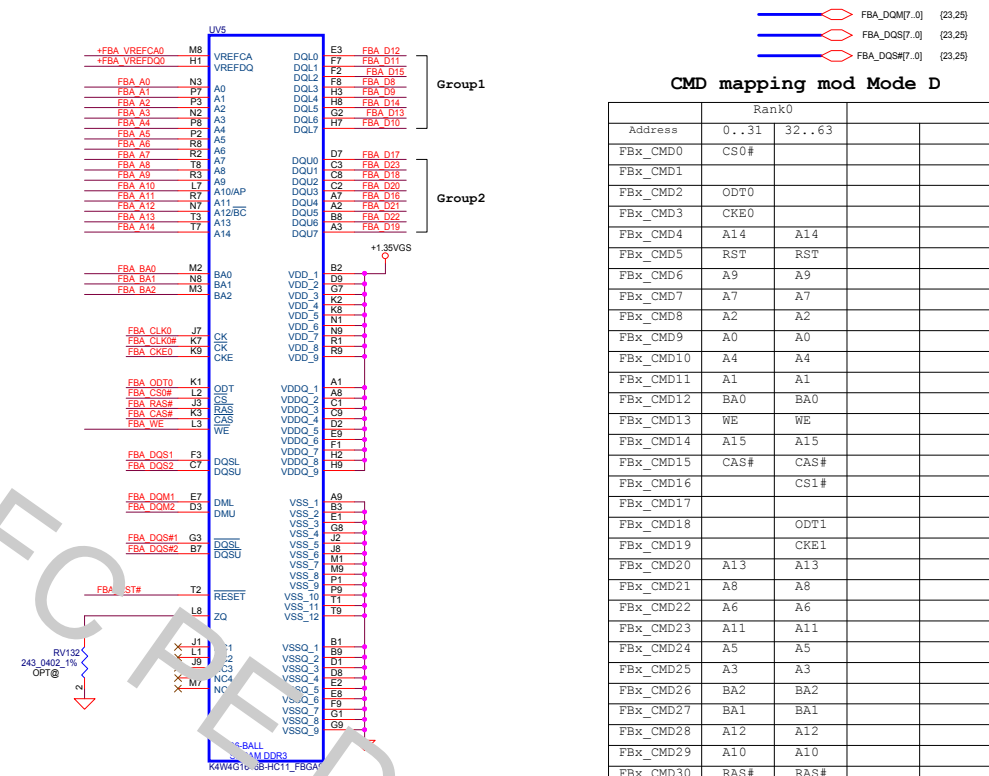 UV5
+FBA_VREFCA0 M8 VREFCA
+FBA_VREFDQ0 H1 VREFDQ
FBA_A0 N3 A0
FBA_A1 P7 A1
FBA_A2 P3 A2
FBA_A3 N2 A3
FBA_A4 P8 A4
FBA_A5 P2 A5
FBA_A6 R8 A6
FBA_A7 R2 A7
FBA_A8 T8 A8
FBA_A9 R3 A9
FBA_A10 L7 A10/AP
FBA_A11 R7 A11
FBA_A12 N7 A12/BC
FBA_A13 T3 A13
FBA_A14 T7 A14
FBA_BA0 M2 BA0
FBA_BA1 N8 BA1
FBA_BA2 M3 BA2
FBA_CLK0 J7 CK
FBA_CLK0# K7 CK
FBA_CKE0 K9 CKE
FBA_ODT0 K1 ODT
FBA_CS0# L2 CS
FBA_RAS# J3 RAS
FBA_CAS# K3 CAS
FBA_WE L3 WE
FBA_DQS1 F3 DQSL
FBA_DQS2 C7 DQSU
FBA_DQM1 E7 DML
FBA_DQM2 D3 DMU
FBA_DQS#1 G3 DQSL
FBA_DQS#2 B7 DQSU
T2 RESET
L8 ZQ
RV132
243_0402_1%
OPT@
2
J1
L1
J9
NC4
M7
DQL0 E3 FBA_D12
DQL1 F7 FBA_D11
DQL2 F2 FBA_D15
DQL3 F8 FBA_D8
DQL4 H3 FBA_D9
DQL5 H8 FBA_D14
DQL6 G2 FBA_D13
DQL7 H7 FBA_D10
Group1
DQU0 D7 FBA_D17
DQU1 C3 FBA_D23
DQU2 C8 FBA_D18
DQU3 C2 FBA_D20
DQU4 A7 FBA_D16
DQU5 A2 FBA_D21
DQU6 B8 FBA_D22
DQU7 A3 FBA_D19
Group2
+1.35VGS
VDD_1 B2
VDD_2 D9
VDD_3 G7
VDD_4 K2
VDD_5 K8
VDD_6 N1
VDD_7 N9
VDD_8 R1
VDD_9 R9
VDDQ_1 A1
VDDQ_2 A8
VDDQ_3 C1
VDDQ_4 C9
VDDQ_5 D2
VDDQ_6 E9
VDDQ_7 F1
VDDQ_8 H2
VDDQ_9 H9
VSS_1 A9
VSS_2 B3
VSS_3 E1
VSS_4 G8
VSS_5 J2
VSS_6 J8
VSS_7 M1
VSS_8 M9
VSS_9 P1
VSS_10 P9
VSS_11 T1
VSS_12 T9
VSSQ_1 B1
VSSQ_2 B9
VSSQ_3 D1
VSSQ_4 D8
VSSQ_5 E2
VSSQ_6 E8
VSSQ_7 F9
VSSQ_8 G1
VSSQ_9 G9
DDR3
FBA_DQM[7..0] {23,25}
FBA_DQS[7..0] {23,25}
FBA_DQS#[7..0] {23,25}
CMD mapping mod Mode D
Rank0
Address 0..31 32..63
FBx_CMD0 CS0#
FBx_CMD1
FBx_CMD2 ODT0
FBx_CMD3 CKE0
FBx_CMD4 A14 A14
FBx_CMD5 RST RST
FBx_CMD6 A9 A9
FBx_CMD7 A7 A7
FBx_CMD8 A2 A2
FBx_CMD9 A0 A0
FBx_CMD10 A4 A4
FBx_CMD11 A1 A1
FBx_CMD12 BA0 BA0
FBx_CMD13 WE WE
FBx_CMD14 A15 A15
FBx_CMD15 CAS# CAS#
FBx_CMD16 CS1#
FBx_CMD17
FBx_CMD18 ODT1
FBx_CMD19 CKE1
FBx_CMD20 A13 A13
FBx_CMD21 A8 A8
FBx_CMD22 A6 A6
FBx_CMD23 A11 A11
FBx_CMD24 A5 A5
FBx_CMD25 A3 A3
FBx_CMD26 BA2 BA2
FBx_CMD27 BA1 BA1
FBx_CMD28 A12 A12
FBx_CMD29 A10 A10
FBx_CMD30 RAS# RAS#